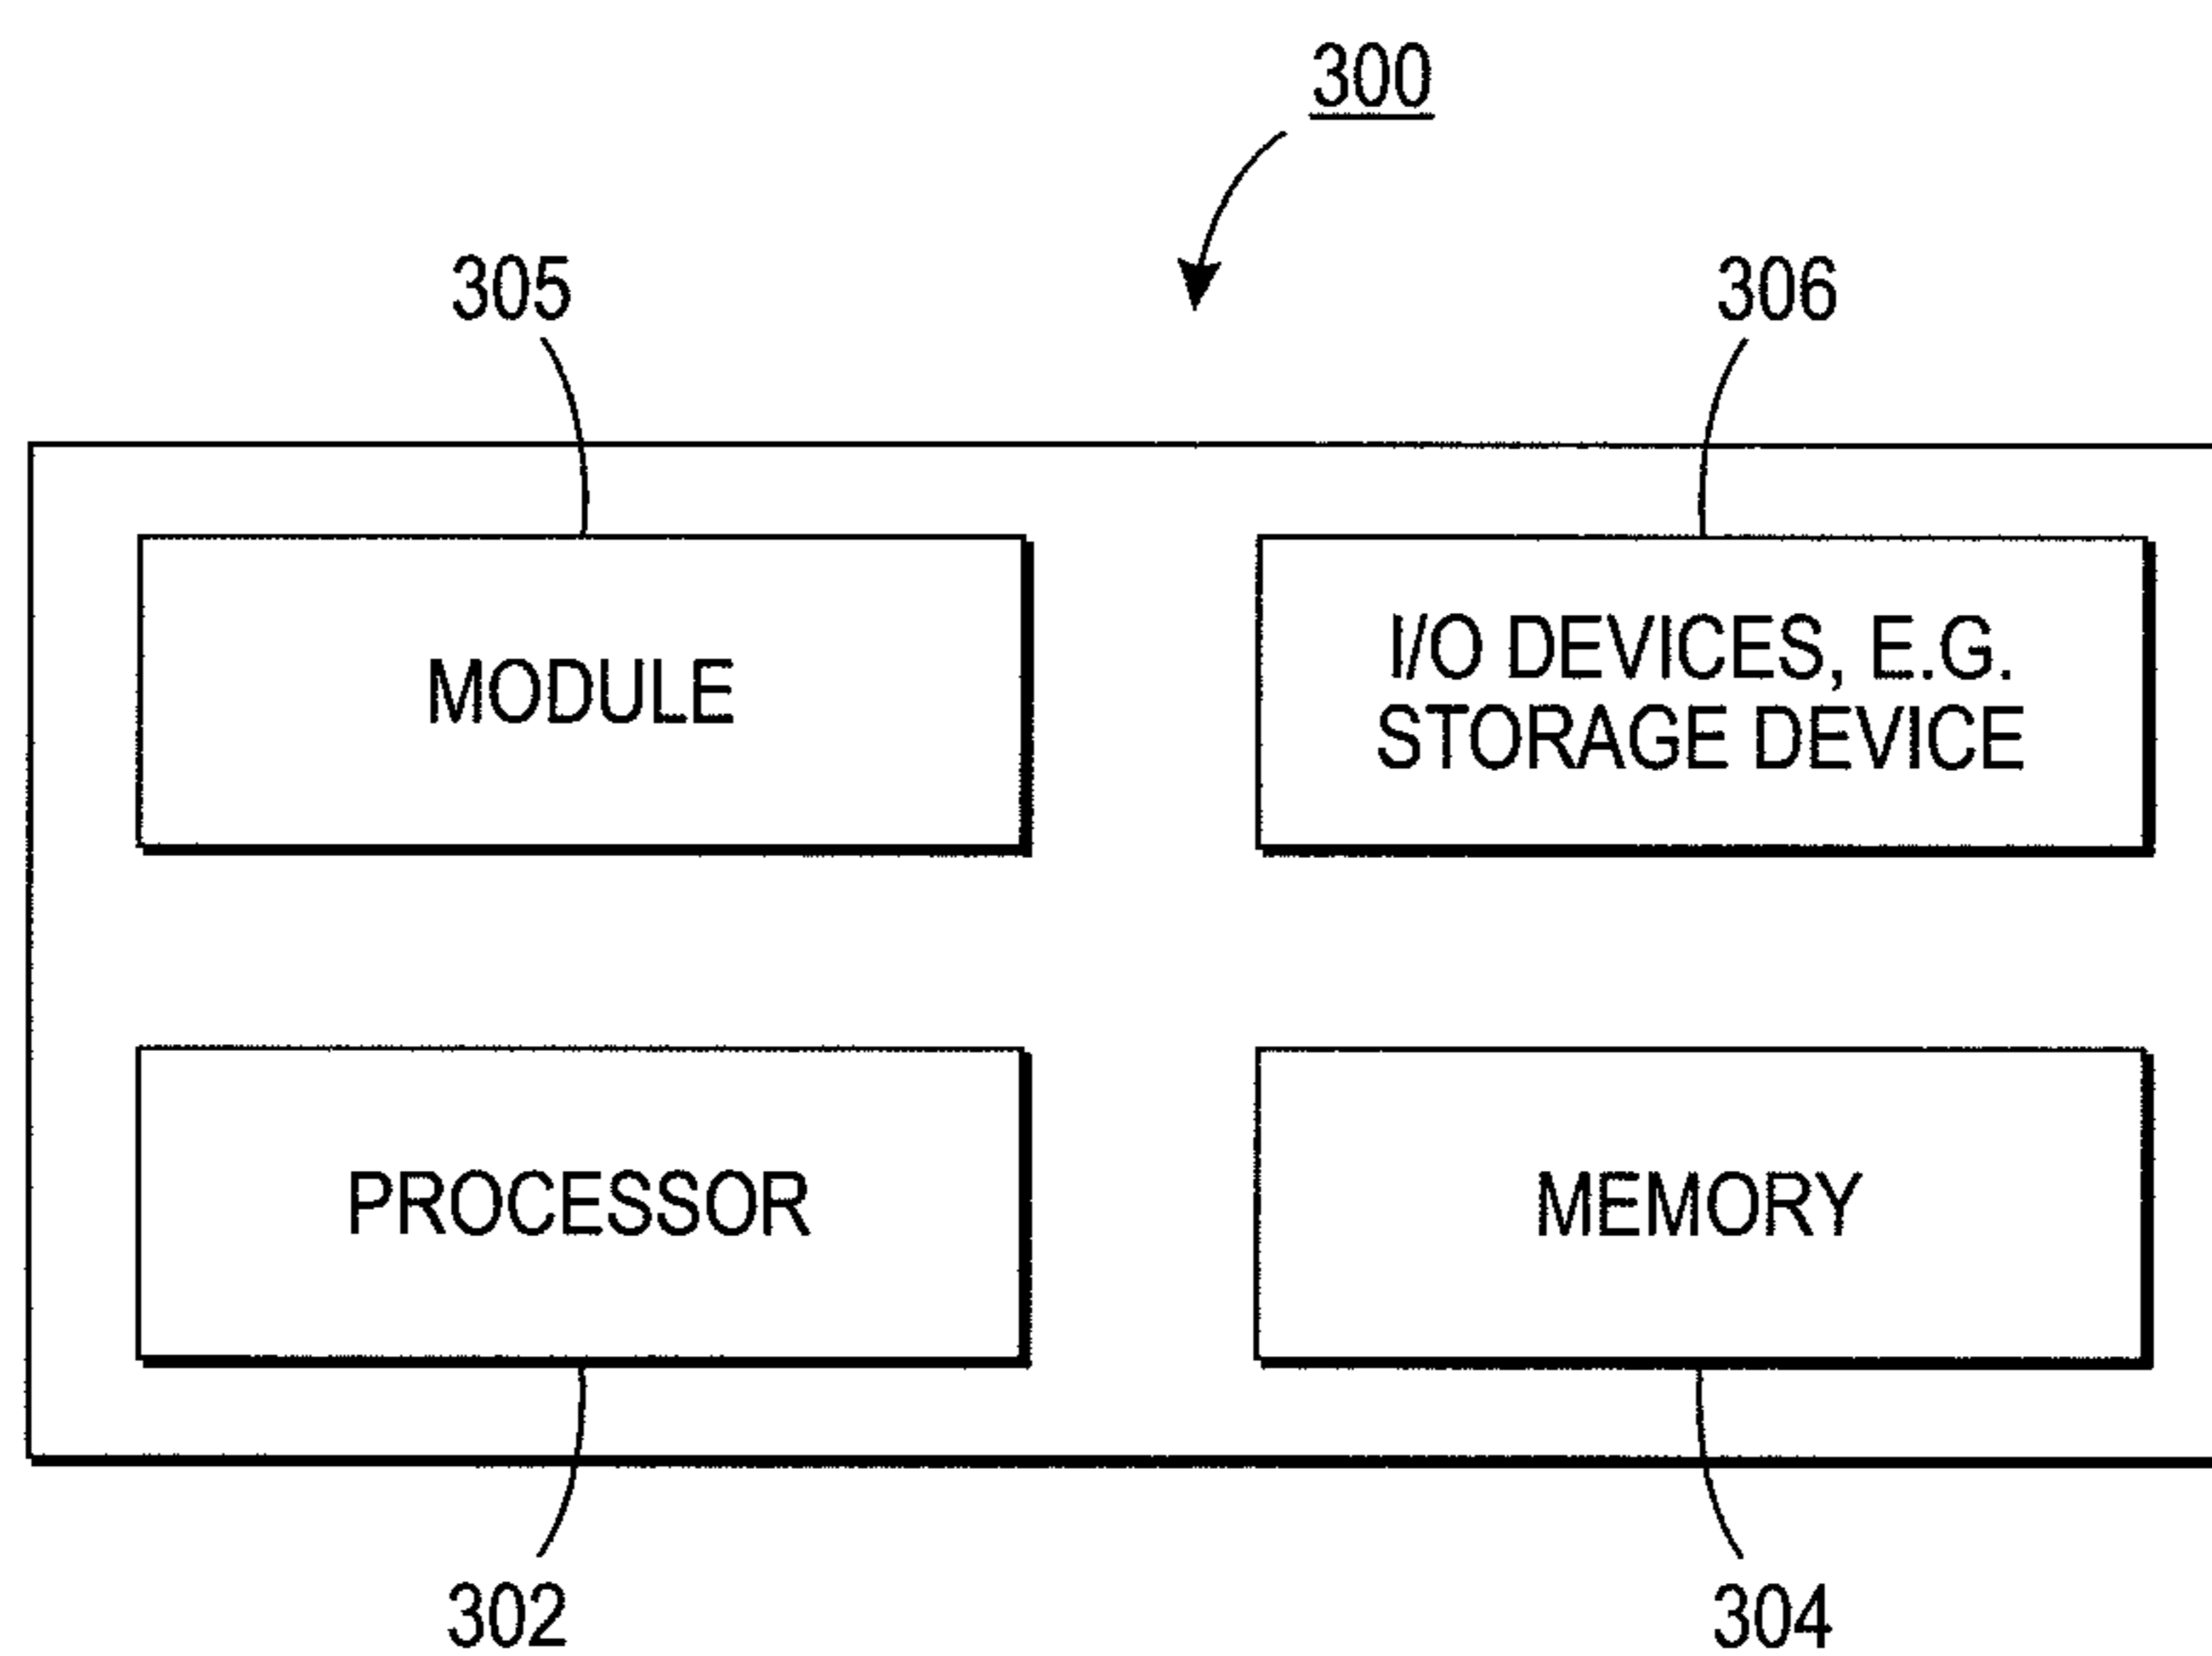 300
305
306
MODULE
I/O DEVICES, E.G.
STORAGE DEVICE
PROCESSOR
MEMORY
302
304